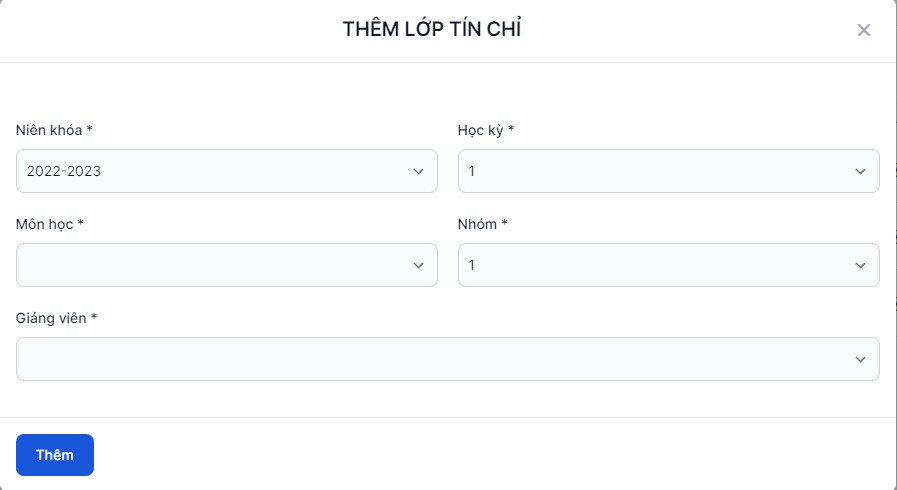 THÊM LỚP TÍN CHỈ
Niên khóa *
Học kỳ *
2022-2023
1
Môn học *
Nhóm *
1
Giảng viên *
Thêm